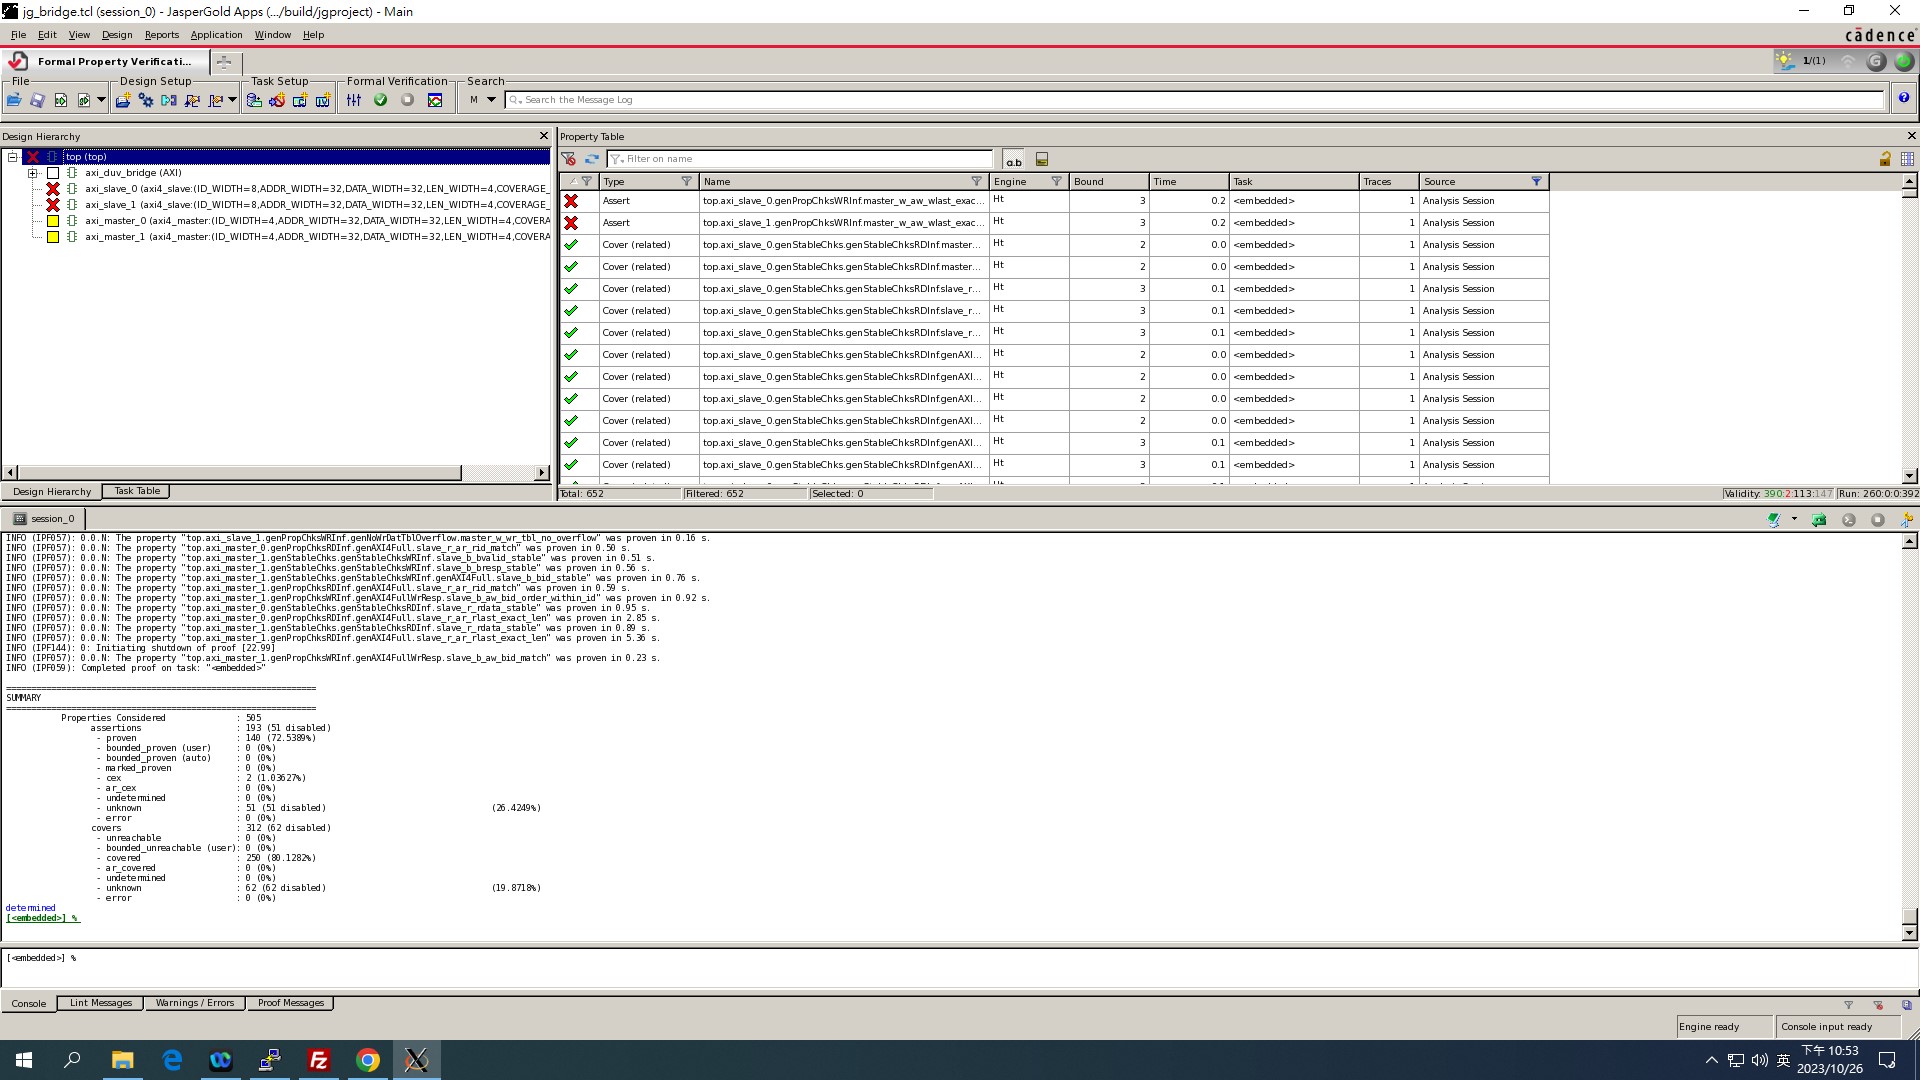 jg_bridge.tcl (session_0) - JasperGold Apps (.../build/jgproject) - Main
File Edit View Design Reports Application Window Help
cādence
Formal Property Verificati...
1/(1)
G
File Design Setup Task Setup Formal Verification Search
M Search the Message Log
Design Hierarchy
top (top)
axi_duv_bridge (AXI)
axi_slave_0 (axi4_slave:(ID_WIDTH=8,ADDR_WIDTH=32,DATA_WIDTH=32,LEN_WIDTH=4,COVERAGE_
axi_slave_1 (axi4_slave:(ID_WIDTH=8,ADDR_WIDTH=32,DATA_WIDTH=32,LEN_WIDTH=4,COVERAGE_
axi_master_0 (axi4_master:(ID_WIDTH=4,ADDR_WIDTH=32,DATA_WIDTH=32,LEN_WIDTH=4,COVERA
axi_master_1 (axi4_master:(ID_WIDTH=4,ADDR_WIDTH=32,DATA_WIDTH=32,LEN_WIDTH=4,COVERA
Design Hierarchy Task Table
Property Table
Filter on name
a.b
Type Name Engine Bound Time Task Traces Source
Assert top.axi_slave_0.genPropChksWRInf.master_w_aw_wlast_exac... Ht 3 0.2 <embedded> 1 Analysis Session
Assert top.axi_slave_1.genPropChksWRInf.master_w_aw_wlast_exac... Ht 3 0.2 <embedded> 1 Analysis Session
Cover (related) top.axi_slave_0.genStableChks.genStableChksRDInf.master... Ht 2 0.0 <embedded> 1 Analysis Session
Cover (related) top.axi_slave_0.genStableChks.genStableChksRDInf.master... Ht 2 0.0 <embedded> 1 Analysis Session
Cover (related) top.axi_slave_0.genStableChks.genStableChksRDInf.slave_r... Ht 3 0.1 <embedded> 1 Analysis Session
Cover (related) top.axi_slave_0.genStableChks.genStableChksRDInf.slave_r... Ht 3 0.1 <embedded> 1 Analysis Session
Cover (related) top.axi_slave_0.genStableChks.genStableChksRDInf.slave_r... Ht 3 0.1 <embedded> 1 Analysis Session
Cover (related) top.axi_slave_0.genStableChks.genStableChksRDInf.genAXI... Ht 2 0.0 <embedded> 1 Analysis Session
Cover (related) top.axi_slave_0.genStableChks.genStableChksRDInf.genAXI... Ht 2 0.0 <embedded> 1 Analysis Session
Cover (related) top.axi_slave_0.genStableChks.genStableChksRDInf.genAXI... Ht 2 0.0 <embedded> 1 Analysis Session
Cover (related) top.axi_slave_0.genStableChks.genStableChksRDInf.genAXI... Ht 2 0.0 <embedded> 1 Analysis Session
Cover (related) top.axi_slave_0.genStableChks.genStableChksRDInf.genAXI... Ht 3 0.1 <embedded> 1 Analysis Session
Cover (related) top.axi_slave_0.genStableChks.genStableChksRDInf.genAXI... Ht 3 0.1 <embedded> 1 Analysis Session
Total: 652 Filtered: 652 Selected: 0 Validity: 390:2:113:147 Run: 260:0:0:392
session_0
INFO (IPF057): 0.0.N: The property "top.axi_slave_1.genPropChksWRInf.genNoWrDatTblOverflow.master_w_wr_tbl_no_overflow" was proven in 0.16 s.
INFO (IPF057): 0.0.N: The property "top.axi_master_0.genPropChksRDInf.genAXI4Full.slave_r_ar_rid_match" was proven in 0.50 s.
INFO (IPF057): 0.0.N: The property "top.axi_master_1.genStableChks.genStableChksWRInf.slave_b_bvalid_stable" was proven in 0.51 s.
INFO (IPF057): 0.0.N: The property "top.axi_master_1.genStableChks.genStableChksWRInf.slave_b_bresp_stable" was proven in 0.56 s.
INFO (IPF057): 0.0.N: The property "top.axi_master_1.genStableChks.genStableChksWRInf.genAXI4Full.slave_b_bid_stable" was proven in 0.76 s.
INFO (IPF057): 0.0.N: The property "top.axi_master_1.genPropChksRDInf.genAXI4Full.slave_r_ar_rid_match" was proven in 0.59 s.
INFO (IPF057): 0.0.N: The property "top.axi_master_1.genPropChksWRInf.genAXI4FullWrResp.slave_b_aw_bid_order_within_id" was proven in 0.92 s.
INFO (IPF057): 0.0.N: The property "top.axi_master_0.genStableChks.genStableChksRDInf.slave_r_rdata_stable" was proven in 0.95 s.
INFO (IPF057): 0.0.N: The property "top.axi_master_0.genPropChksRDInf.genAXI4Full.slave_r_ar_rlast_exact_len" was proven in 2.85 s.
INFO (IPF057): 0.0.N: The property "top.axi_master_1.genStableChks.genStableChksRDInf.slave_r_rdata_stable" was proven in 0.89 s.
INFO (IPF057): 0.0.N: The property "top.axi_master_1.genPropChksRDInf.genAXI4Full.slave_r_ar_rlast_exact_len" was proven in 5.36 s.
INFO (IPF144): 0: Initiating shutdown of proof [22.99]
INFO (IPF057): 0.0.N: The property "top.axi_master_1.genPropChksWRInf.genAXI4FullWrResp.slave_b_aw_bid_match" was proven in 0.23 s.
INFO (IPF059): Completed proof on task: "<embedded>"
==============================================================
SUMMARY
==============================================================
Properties Considered : 505
assertions : 193 (51 disabled)
- proven : 140 (72.5389%)
- bounded_proven (user) : 0 (0%)
- bounded_proven (auto) : 0 (0%)
- marked_proven : 0 (0%)
- cex : 2 (1.03627%)
- ar_cex : 0 (0%)
- undetermined : 0 (0%)
- unknown : 51 (51 disabled) (26.4249%)
- error : 0 (0%)
covers : 312 (62 disabled)
- unreachable : 0 (0%)
- bounded_unreachable (user): 0 (0%)
- covered : 250 (80.1282%)
- ar_covered : 0 (0%)
- undetermined : 0 (0%)
- unknown : 62 (62 disabled) (19.8718%)
- error : 0 (0%)
determined
[<embedded>] %
[<embedded>] %
Console Lint Messages Warnings / Errors Proof Messages
Engine ready Console input ready
英 下午 10:53
2023/10/26